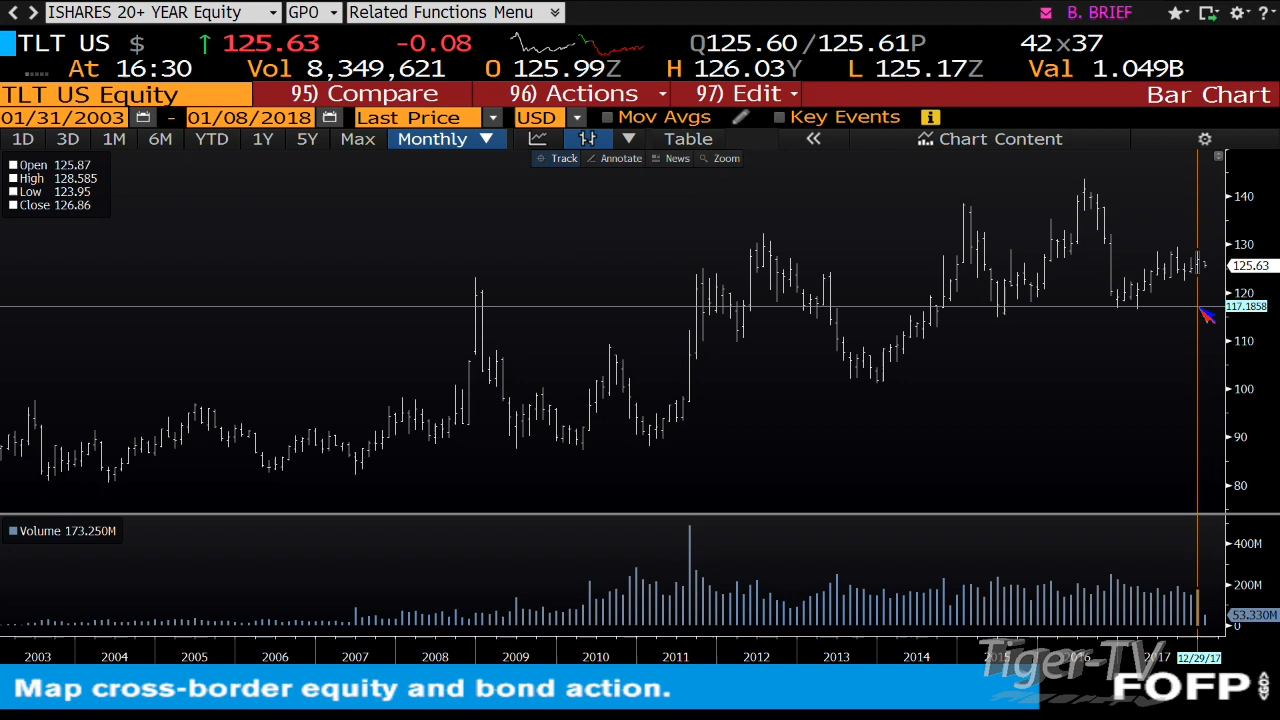 ISHARES 20+ YEAR Equity GPO Related Functions Menu B. BRIEF ?
TLT US $ ↑ 125.63 -0.08 Q125.60/125.61P 42x37
At 16:30 Vol 8,349,621 O 125.99Z H 126.03Y L 125.17Z Val 1.049B
TLT US Equity 95) Compare 96) Actions 97) Edit Bar Chart
01/31/2003 - 01/08/2018 Last Price USD Mov Avgs Key Events i
1D 3D 1M 6M YTD 1Y 5Y Max Monthly ▼ Table « Chart Content
Track Annotate News Zoom
Open 125.87
High 128.585
Low 123.95
Close 126.86
140
130
125.63
120
117.1858
110
100
90
80
Volume 173.250M
400M
200M
53.330M
0
2003 2004 2005 2006 2007 2008 2009 2010 2011 2012 2013 2014 2015 2016 2017 12/29/17
Tiger-TV
Map cross-border equity and bond action.
FOFP
<GO>